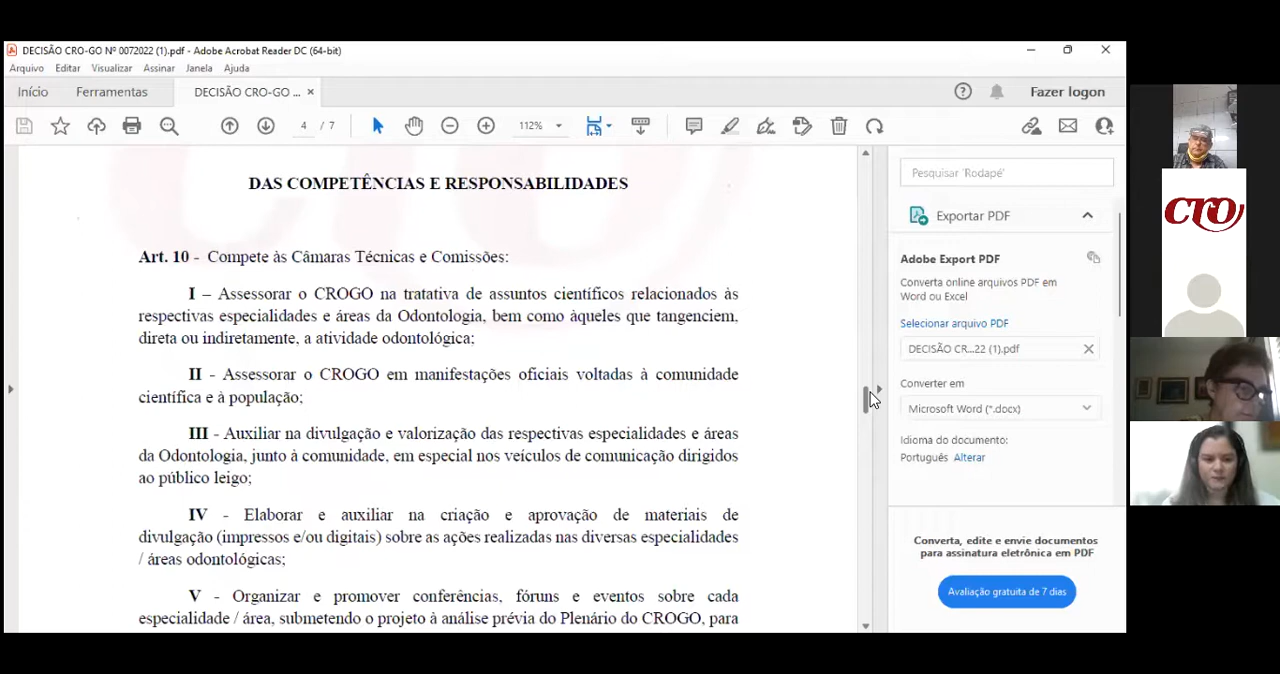 DECISÃO CRO-GO Nº 0072022 (1).pdf - Adobe Acrobat Reader DC (64-bit)
Arquivo Editar Visualizar Assinar Janela Ajuda
Início Ferramentas DECISÃO CRO-GO ... × Fazer logon
4 / 7 112%
DAS COMPETÊNCIAS E RESPONSABILIDADES
Art. 10 - Compete às Câmaras Técnicas e Comissões:
I – Assessorar o CROGO na tratativa de assuntos científicos relacionados às
respectivas especialidades e áreas da Odontologia, bem como àqueles que tangenciem,
direta ou indiretamente, a atividade odontológica;
II - Assessorar o CROGO em manifestações oficiais voltadas à comunidade
científica e à população;
III - Auxiliar na divulgação e valorização das respectivas especialidades e áreas
da Odontologia, junto à comunidade, em especial nos veículos de comunicação dirigidos
ao público leigo;
IV - Elaborar e auxiliar na criação e aprovação de materiais de
divulgação (impressos e/ou digitais) sobre as ações realizadas nas diversas especialidades
/ áreas odontológicas;
V - Organizar e promover conferências, fóruns e eventos sobre cada
especialidade / área, submetendo o projeto à análise prévia do Plenário do CROGO, para
Pesquisar 'Rodapé'
Exportar PDF
Adobe Export PDF
Converta online arquivos PDF em
Word ou Excel
Selecionar arquivo PDF
DECISÃO CR...22 (1).pdf
Converter em
Microsoft Word (*.docx)
Idioma do documento:
Português Alterar
Converta, edite e envie documentos
para assinatura eletrônica em PDF
Avaliação gratuita de 7 dias
CRO